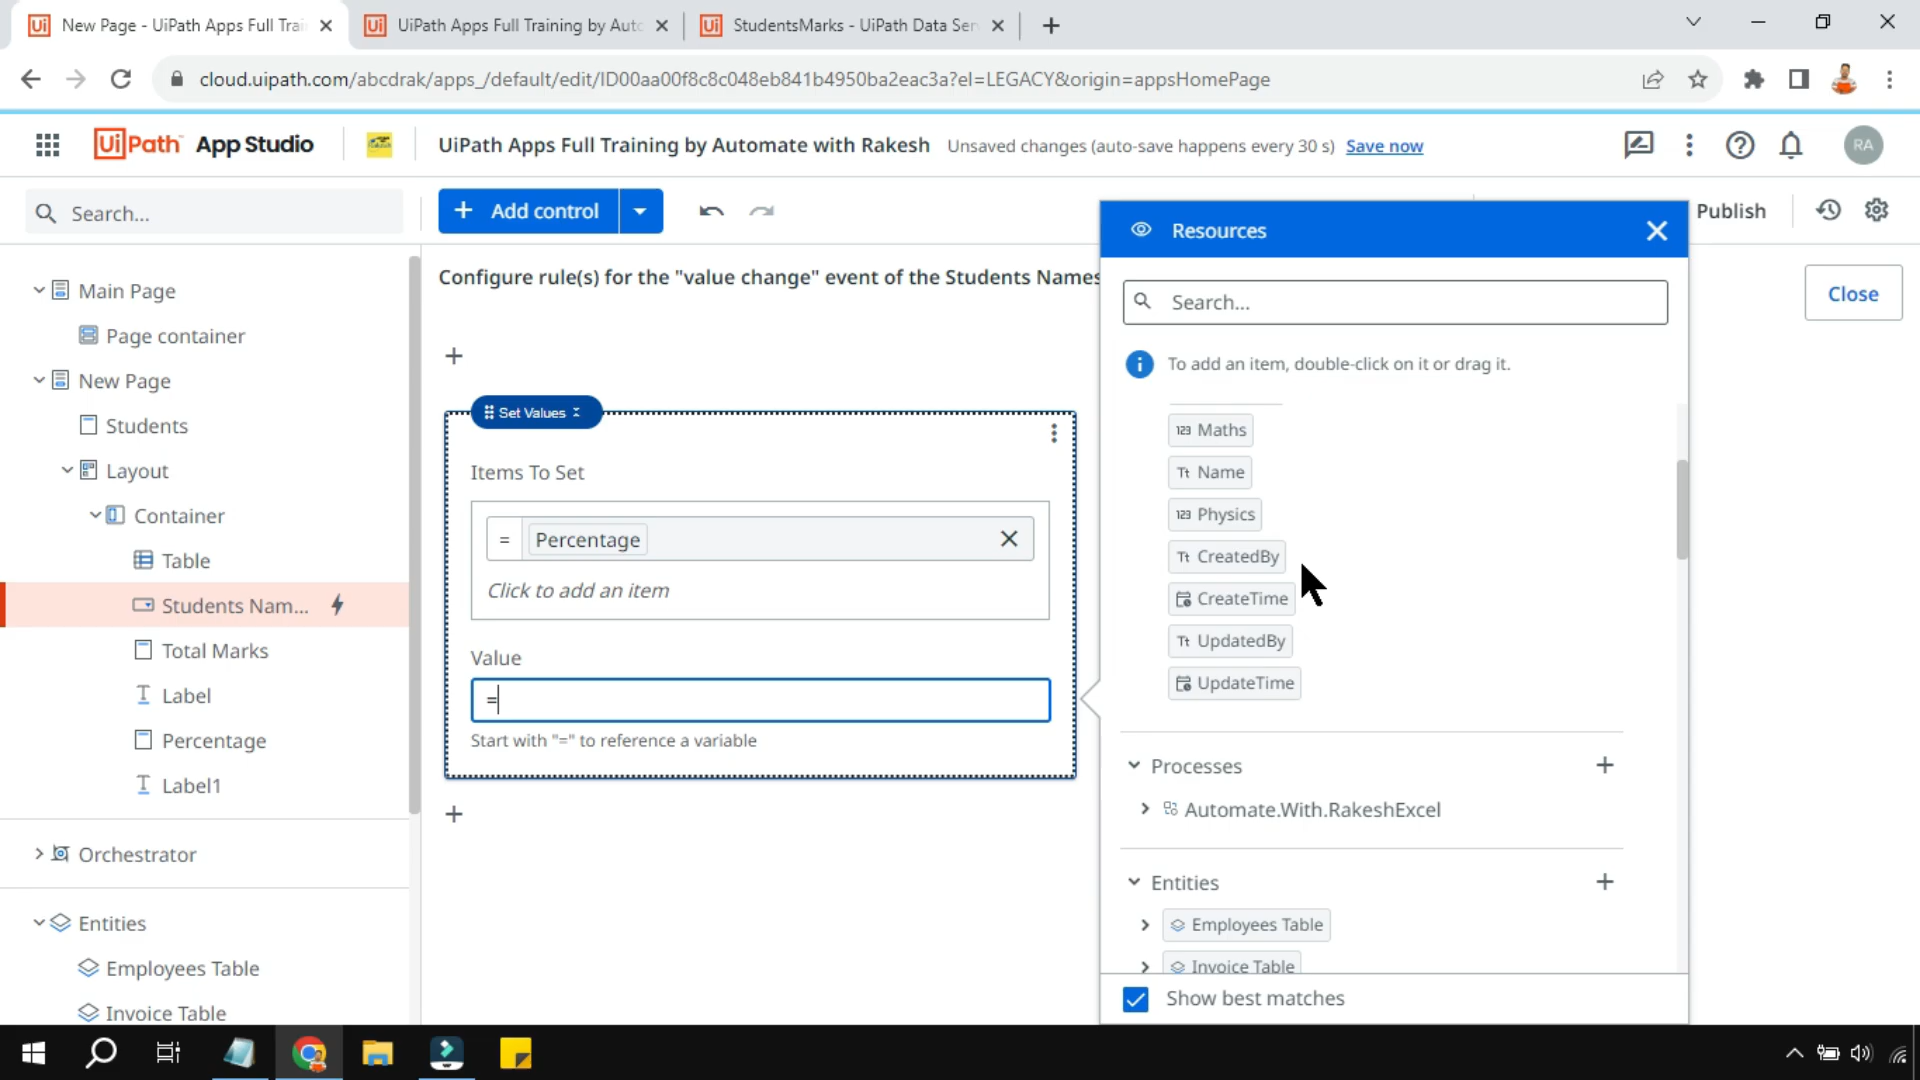 New Page - UiPath Apps Full Trai
UiPath Apps Full Training by Auto
StudentsMarks - UiPath Data Ser
cloud.uipath.com/abcdrak/apps_/default/edit/ID00aa00f8c8c048eb841b4950ba2eac3a?el=LEGACY&origin=appsHomePage
UiPath App Studio
UiPath Apps Full Training by Automate with Rakesh
Unsaved changes (auto-save happens every 30 s) Save now
RA
Search...
+ Add control
Publish
Resources
Close
Configure rule(s) for the "value change" event of the Students Names
Search...
To add an item, double-click on it or drag it.
Main Page
Page container
New Page
Students
Layout
Container
Table
Students Nam...
Total Marks
Label
Percentage
Label1
Orchestrator
Entities
Employees Table
Invoice Table
Set Values
Items To Set
= Percentage
Click to add an item
Value
=
Start with "=" to reference a variable
123 Maths
Tt Name
123 Physics
Tt CreatedBy
CreateTime
Tt UpdatedBy
UpdateTime
Processes
Automate.With.RakeshExcel
Entities
Employees Table
Invoice Table
Show best matches